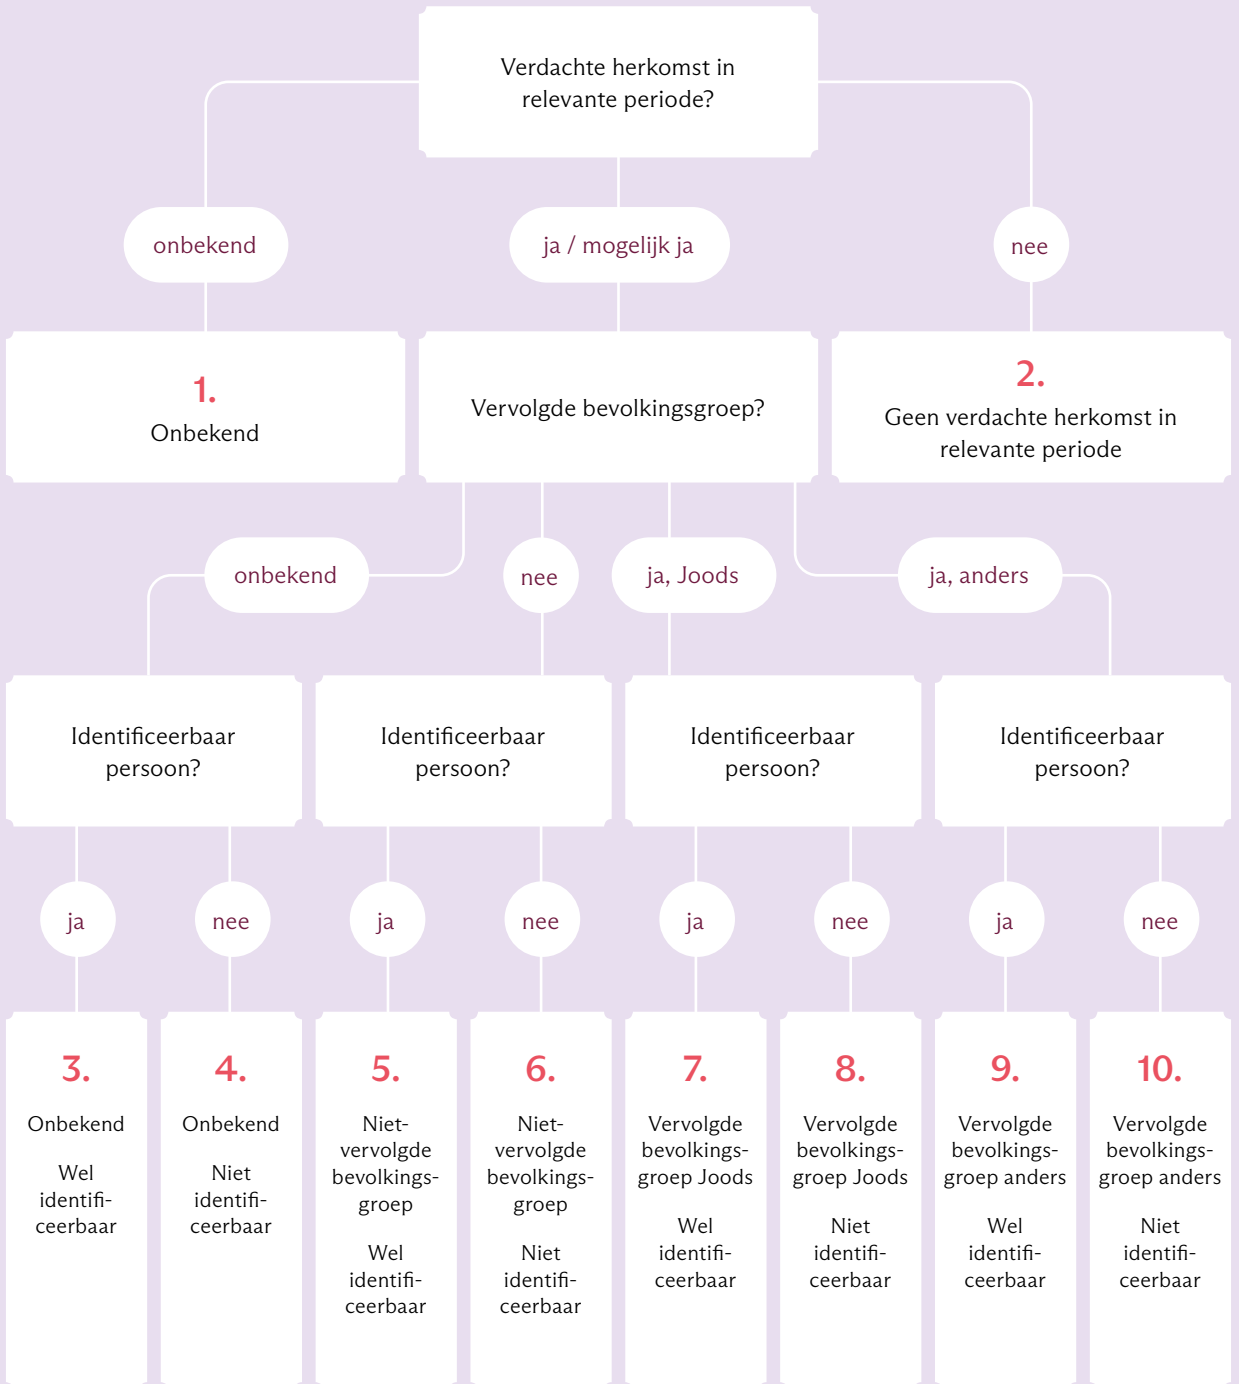 Verdachte herkomst in
relevante periode?
onbekend
ja / mogelijk ja
nee
1.
Onbekend
Vervolgde bevolkingsgroep?
2.
Geen verdachte herkomst in
relevante periode
onbekend
nee
ja, Joods
ja, anders
Identificeerbaar
persoon?
Identificeerbaar
persoon?
Identificeerbaar
persoon?
Identificeerbaar
persoon?
ja
nee
ja
nee
ja
nee
ja
nee
3.
Onbekend
Wel
identifi-
ceerbaar
4.
Onbekend
Niet
identifi-
ceerbaar
5.
Niet-
vervolgde
bevolkings-
groep
Wel
identifi-
ceerbaar
6.
Niet-
vervolgde
bevolkings-
groep
Niet
identifi-
ceerbaar
7.
Vervolgde
bevolkings-
groep Joods
Wel
identifi-
ceerbaar
8.
Vervolgde
bevolkings-
groep Joods
Niet
identifi-
ceerbaar
9.
Vervolgde
bevolkings-
groep anders
Wel
identifi-
ceerbaar
10.
Vervolgde
bevolkings-
groep anders
Niet
identifi-
ceerbaar